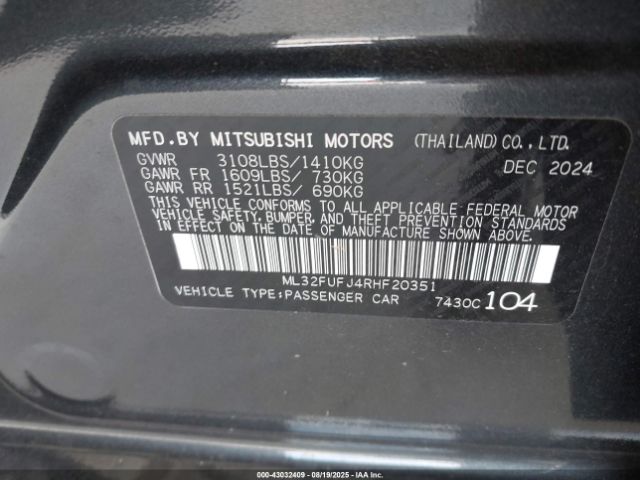 MFD.BY MITSUBISHI MOTORS (THAILAND) CO., LTD.
GVWR 3108LBS/1410KG DEC 2024
GAWR FR 1609LBS/ 730KG
GAWR RR 1521LBS/ 690KG
THIS VEHICLE CONFORMS TO ALL APPLICABLE FEDERAL MOTOR
VEHICLE SAFETY, BUMPER, AND THEFT PREVENTION STANDARDS
IN EFFECT ON THE DATE OF MANUFACTURE SHOWN ABOVE.
ML32FUFJ4RHF20351
VEHICLE TYPE:PASSENGER CAR 7430C 104
© 000-43032409 - 08/19/2025 - IAAI.COM